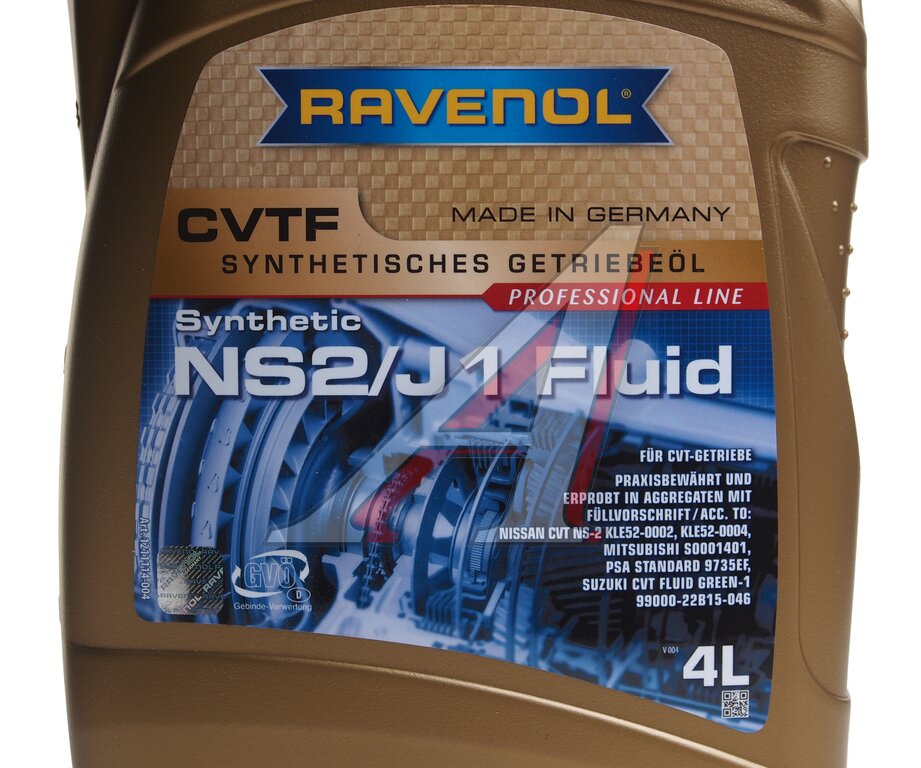 RAVENOL®
CVTF
MADE IN GERMANY
SYNTHETISCHES GETRIEBEÖL
PROFESSIONAL LINE
Synthetic
NS2/J1 Fluid
FÜR CVT-GETRIEBE
PRAXISBEWÄHRT UND
ERPROBT IN AGGREGATEN MIT
FÜLLVORSCHRIFT/ACC. TO:
NISSAN CVT NS-2 KLE52-0002, KLE52-0004,
MITSUBISHI S0001401,
PSA STANDARD 9735EF,
SUZUKI CVT FLUID GREEN-1
99000-22B15-046
GVÖ
D
Gebinde-Verwertung
RAVENOL
V 004
4L